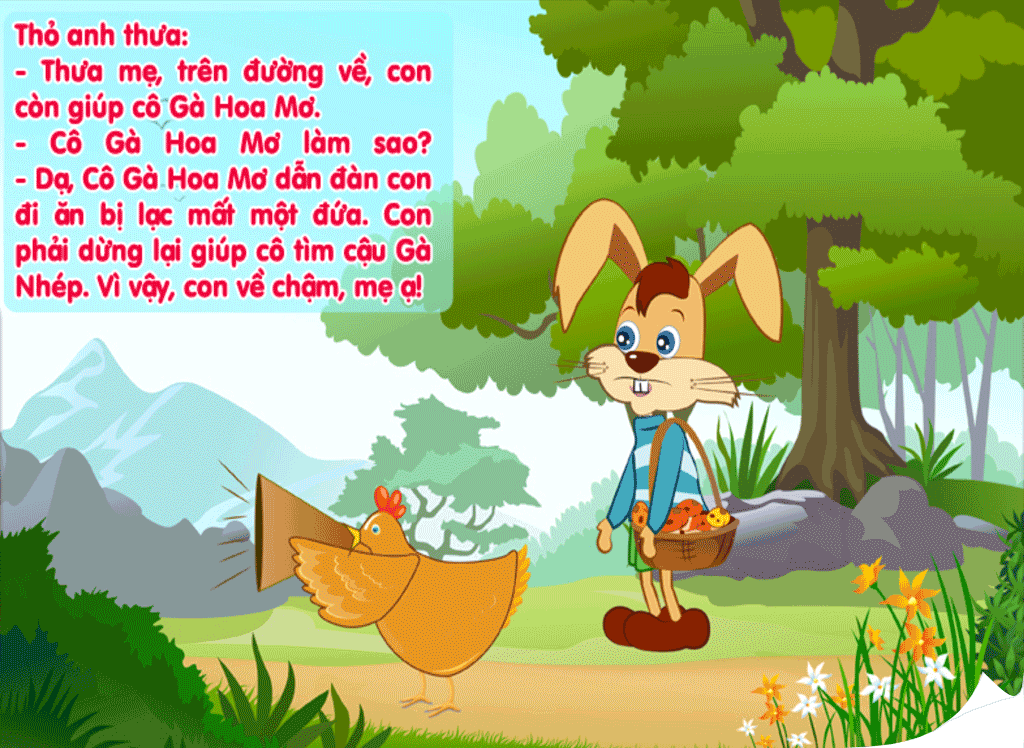 Thỏ anh thưa:
- Thưa mẹ, trên đường về, con
còn giúp cô Gà Hoa Mơ.
- Cô Gà Hoa Mơ làm sao?
- Dạ, Cô Gà Hoa Mơ dẫn đàn con
đi ăn bị lạc mất một đứa. Con
phải dừng lại giúp cô tìm cậu Gà
Nhép. Vì vậy, con về chậm, mẹ ạ!